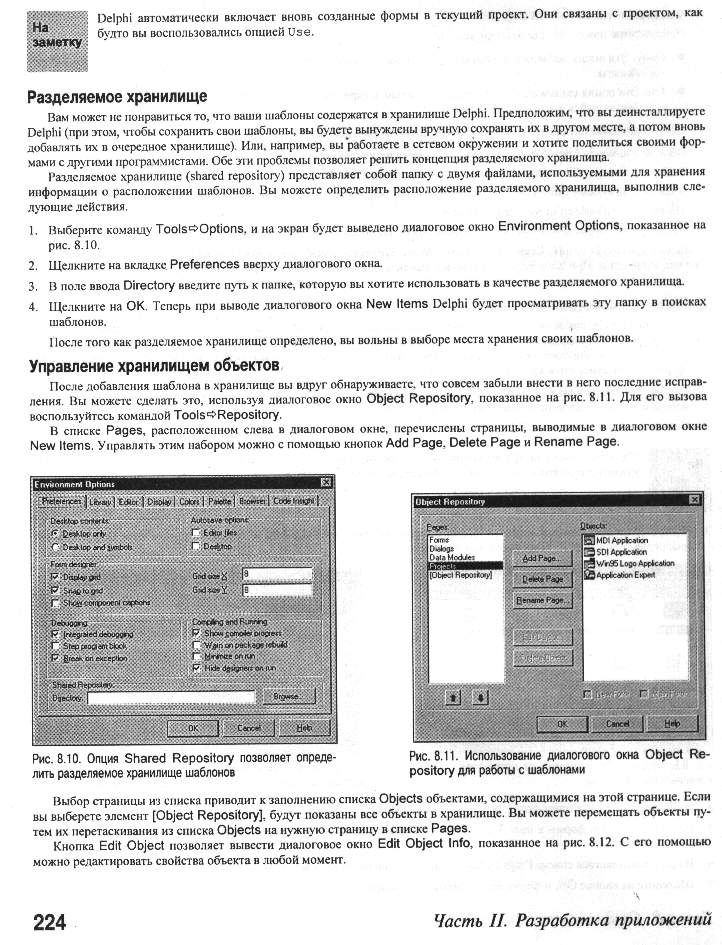 На
заметку
Delphi автоматически включает вновь созданные формы в текущий проект. Они связаны с проектом, как
будто вы воспользовались опцией Use.
Разделяемое хранилище
Вам может не понравиться то, что ваши шаблоны содержатся в хранилище Delphi. Предположим, что вы деинсталлируете
Delphi (при этом, чтобы сохранить свои шаблоны, вы будете вынуждены вручную сохранять их в другом месте, а потом вновь
добавлять их в очередное хранилище). Или, например, вы работаете в сетевом окружении и хотите поделиться своими фор-
мами с другими программистами. Обе эти проблемы позволяет решить концепция разделяемого хранилища.
Разделяемое хранилище (shared repository) представляет собой папку с двумя файлами, используемыми для хранения
информации о расположении шаблонов. Вы можете определить расположение разделяемого хранилища, выполнив сле-
дующие действия.
1. Выберите команду Tools⇨Options, и на экран будет выведено диалоговое окно Environment Options, показанное на
рис. 8.10.
2. Щелкните на вкладке Preferences вверху диалогового окна.
3. В поле ввода Directory введите путь к папке, которую вы хотите использовать в качестве разделяемого хранилища.
4. Щелкните на OK. Теперь при выводе диалогового окна New Items Delphi будет просматривать эту папку в поисках
шаблонов.
После того как разделяемое хранилище определено, вы вольны в выборе места хранения своих шаблонов.
Управление хранилищем объектов
После добавления шаблона в хранилище вы вдруг обнаруживаете, что совсем забыли внести в него последние исправ-
ления. Вы можете сделать это, используя диалоговое окно Object Repository, показанное на рис. 8.11. Для его вызова
воспользуйтесь командой Tools⇨Repository.
В списке Pages, расположенном слева в диалоговом окне, перечислены страницы, выводимые в диалоговом окне
New Items. Управлять этим набором можно с помощью кнопок Add Page, Delete Page и Rename Page.
Environment Options
Preferences Library Editor Display Colors Palette Browser Code Insight
Desktop contents:
Desktop only
Desktop and symbols
Autosave options:
Editor files
Desktop
Form designer:
Display grid
Snap to grid
Show component captions
Grid size X 8
Grid size Y 8
Debugging
Integrated debugging
Step program block
Break on exception
Compiling and Running
Show compiler progress
Warn on package rebuild
Minimize on run
Hide designers on run
Shared Repository
Directory: Browse...
OK Cancel Help
Рис. 8.10. Опция Shared Repository позволяет опреде-
лить разделяемое хранилище шаблонов
Object Repository
Pages:
Forms
Dialogs
Data Modules
Projects
[Object Repository]
Add Page...
Delete Page
Rename Page...
Objects:
MDI Application
SDI Application
Win95 Logo Application
Application Expert
OK Cancel Help
Рис. 8.11. Использование диалогового окна Object Re-
pository для работы с шаблонами
Выбор страницы из списка приводит к заполнению списка Objects объектами, содержащимися на этой странице. Если
вы выберете элемент [Object Repository], будут показаны все объекты в хранилище. Вы можете перемещать объекты пу-
тем их перетаскивания из списка Objects на нужную страницу в списке Pages.
Кнопка Edit Object позволяет вывести диалоговое окно Edit Object Info, показанное на рис. 8.12. С его помощью
можно редактировать свойства объекта в любой момент.
224
Часть II. Разработка приложений